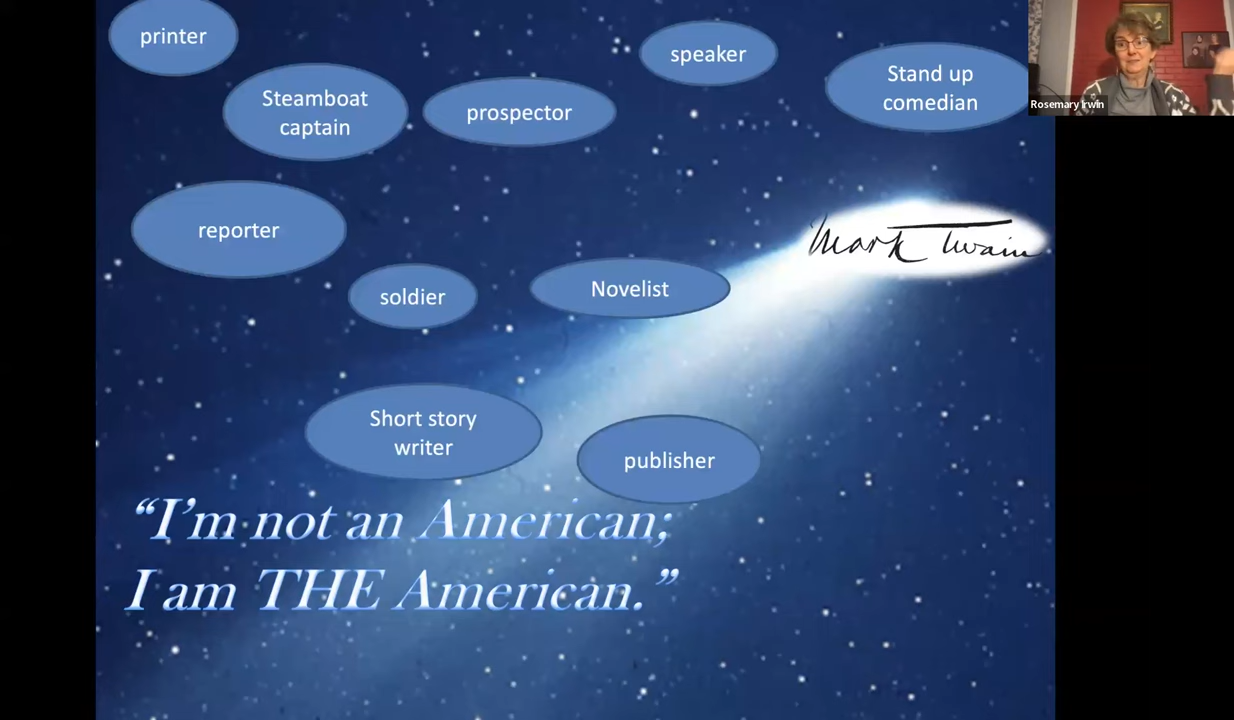 printer
Steamboat
captain
prospector
speaker
Stand up
comedian
Rosemary Irwin
reporter
soldier
Novelist
Mark Twain
Short story
writer
publisher
“I’m not an American;
I am THE American.”